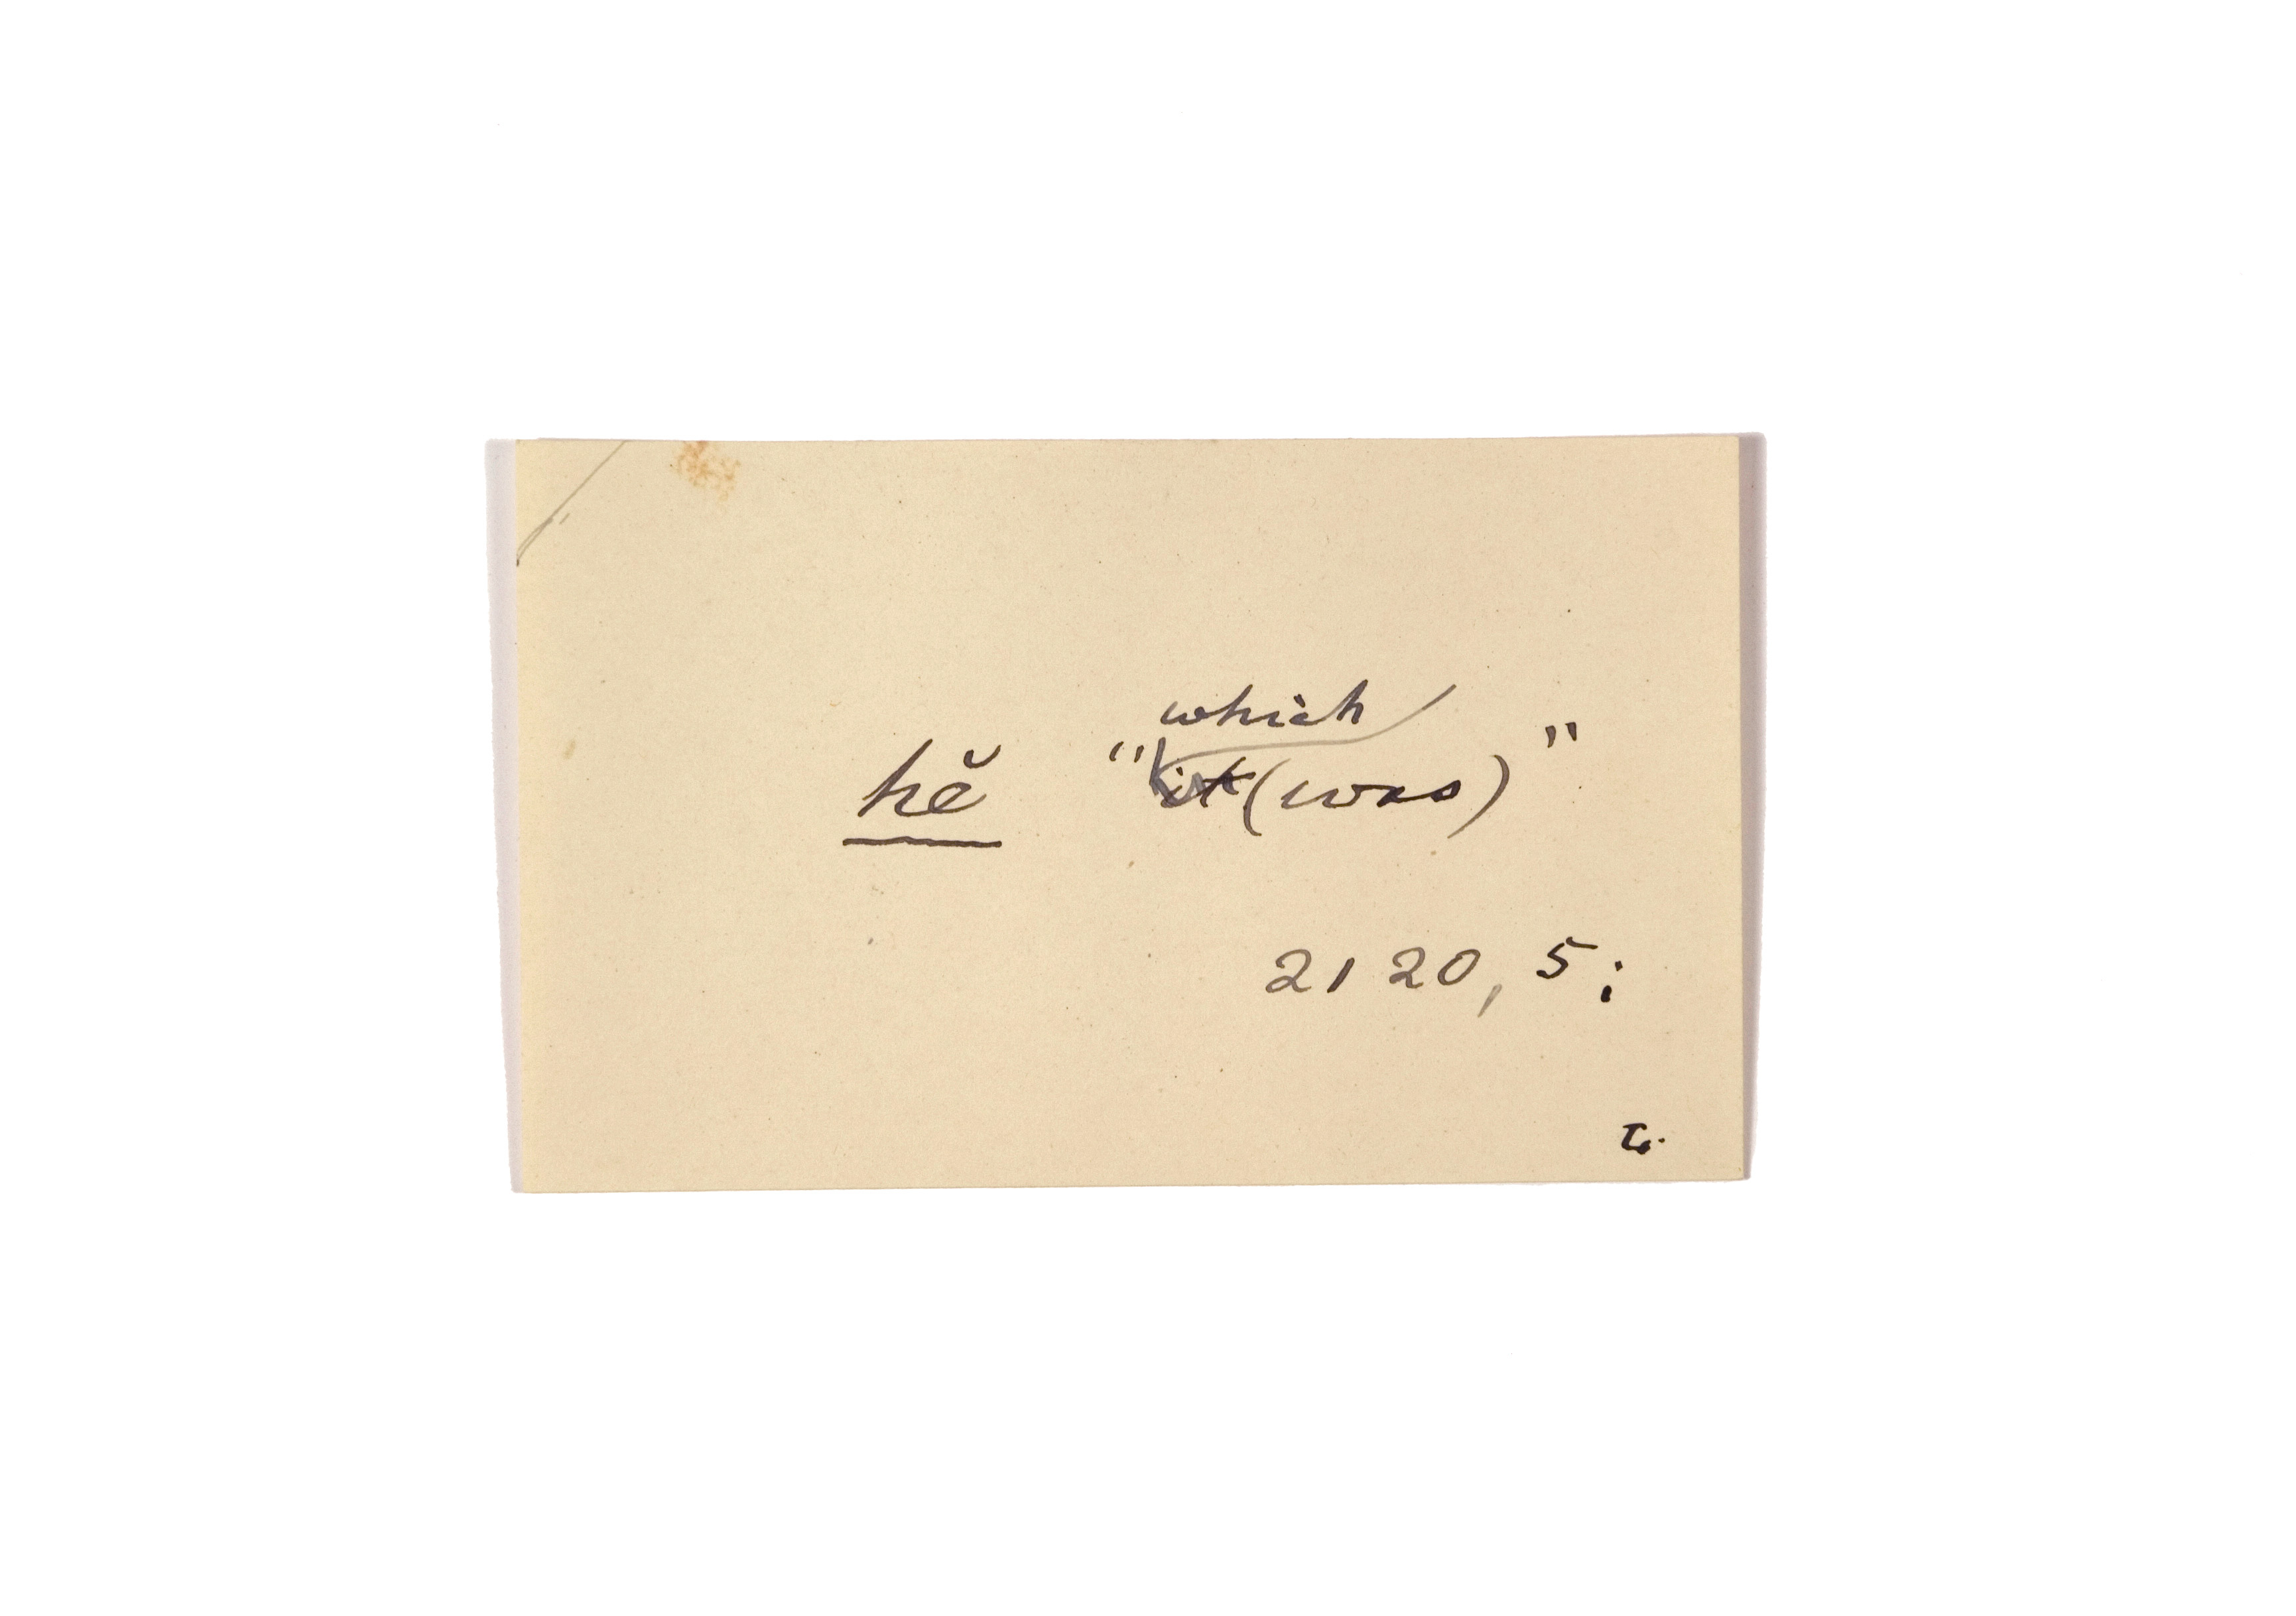 which
hĕ "it (was)"
2120, 5;